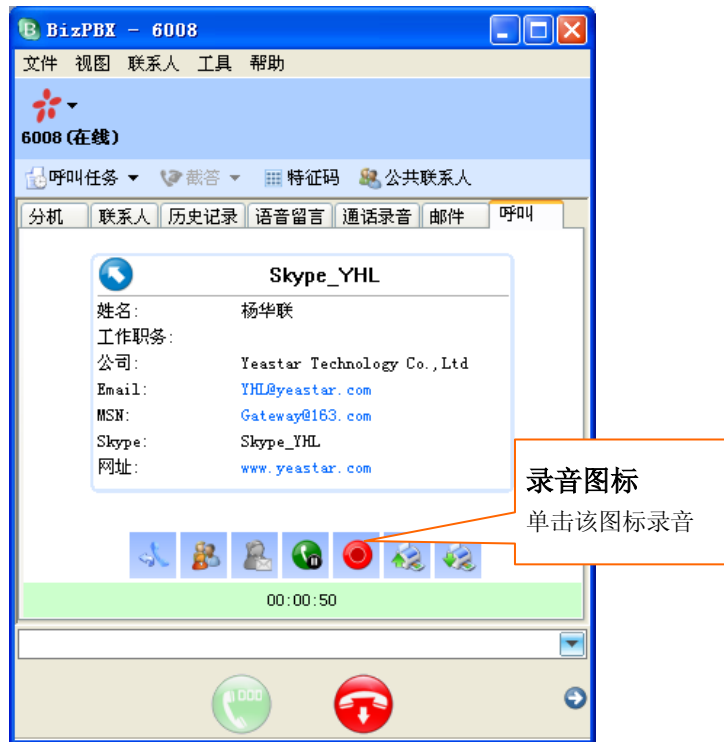 BizPBX - 6008
文件 视图 联系人 工具 帮助
6008 (在线)
呼叫任务 截答 特征码 公共联系人
分机 联系人 历史记录 语音留言 通话录音 邮件 呼叫
Skype_YHL
姓名: 杨华联
工作职务:
公司: Yeastar Technology Co.,Ltd
Email: YHL@yeastar.com
MSN: Gateway@163.com
Skype: Skype_YHL
网址: www.yeastar.com
录音图标
单击该图标录音
00:00:50